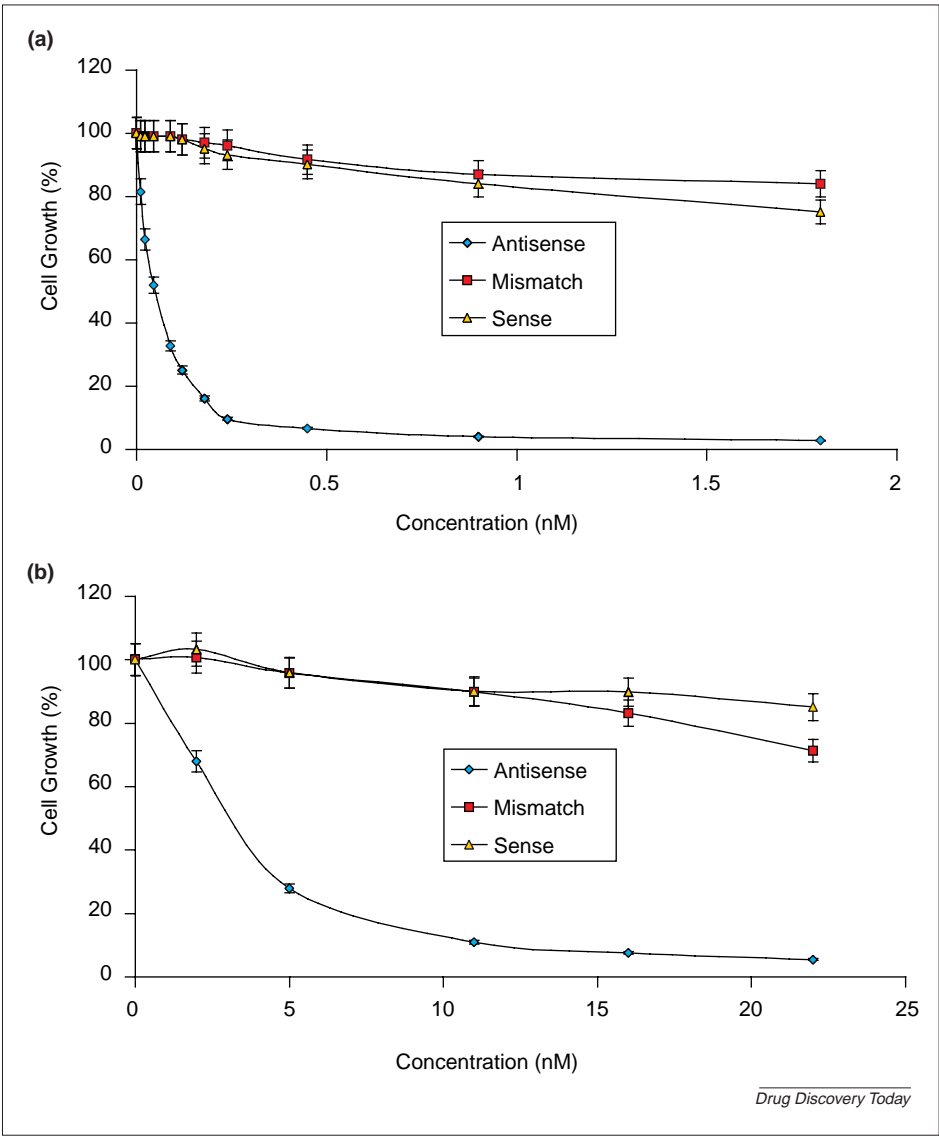 (a)
120
100
80
60
40
20
0
Cell Growth (%)
Antisense
Mismatch
Sense
0 0.5 1 1.5 2
Concentration (nM)
(b)
120
100
80
60
40
20
0
Cell Growth (%)
Antisense
Mismatch
Sense
0 5 10 15 20 25
Concentration (nM)
Drug Discovery Today